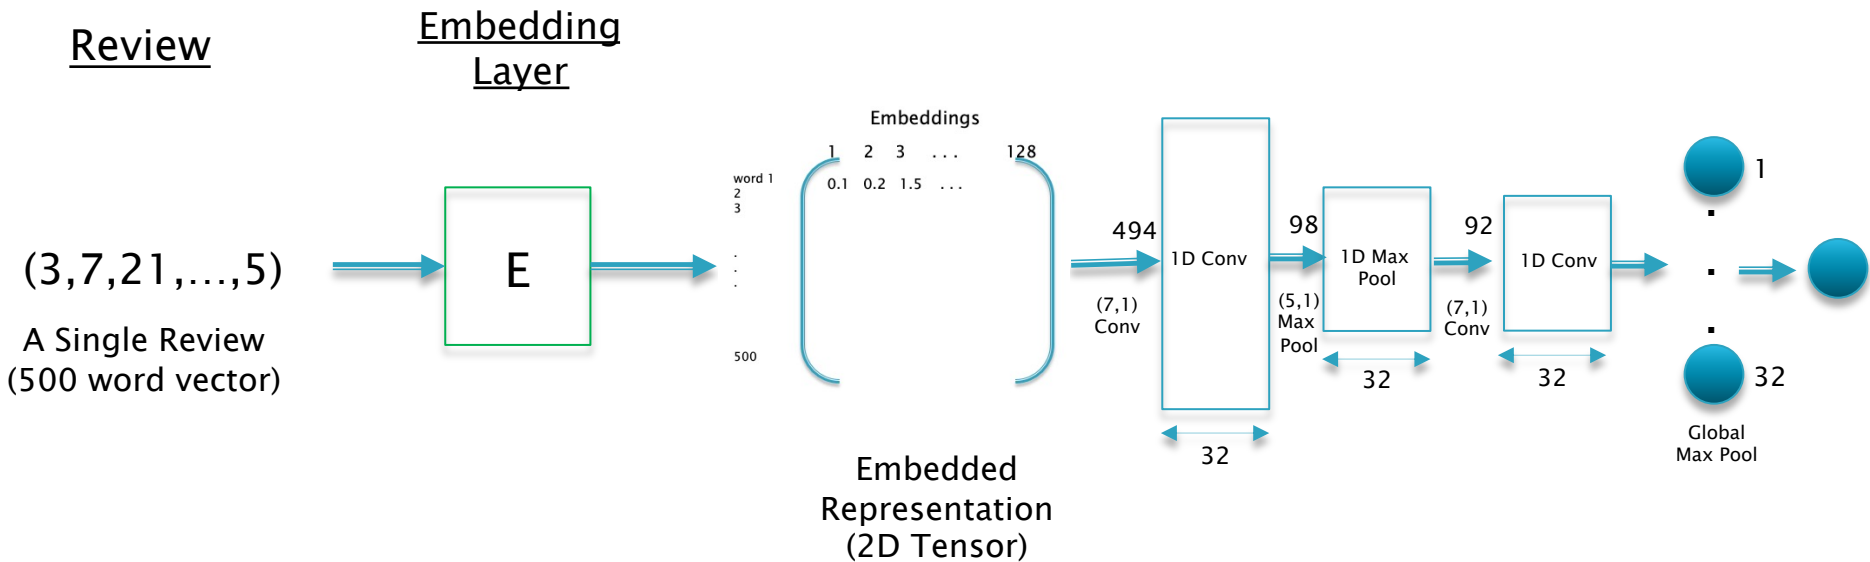 Review
Embedding
Layer
(3,7,21,...,5)
A Single Review
(500 word vector)
E
Embeddings
1 2 3 . . . 128
word 1
2
3
.
.
.
500
0.1 0.2 1.5 . . .
Embedded
Representation
(2D Tensor)
494
(7,1)
Conv
1D Conv
32
98
(5,1)
Max
Pool
1D Max
Pool
32
92
(7,1)
Conv
1D Conv
32
1
.
.
.
32
Global
Max Pool